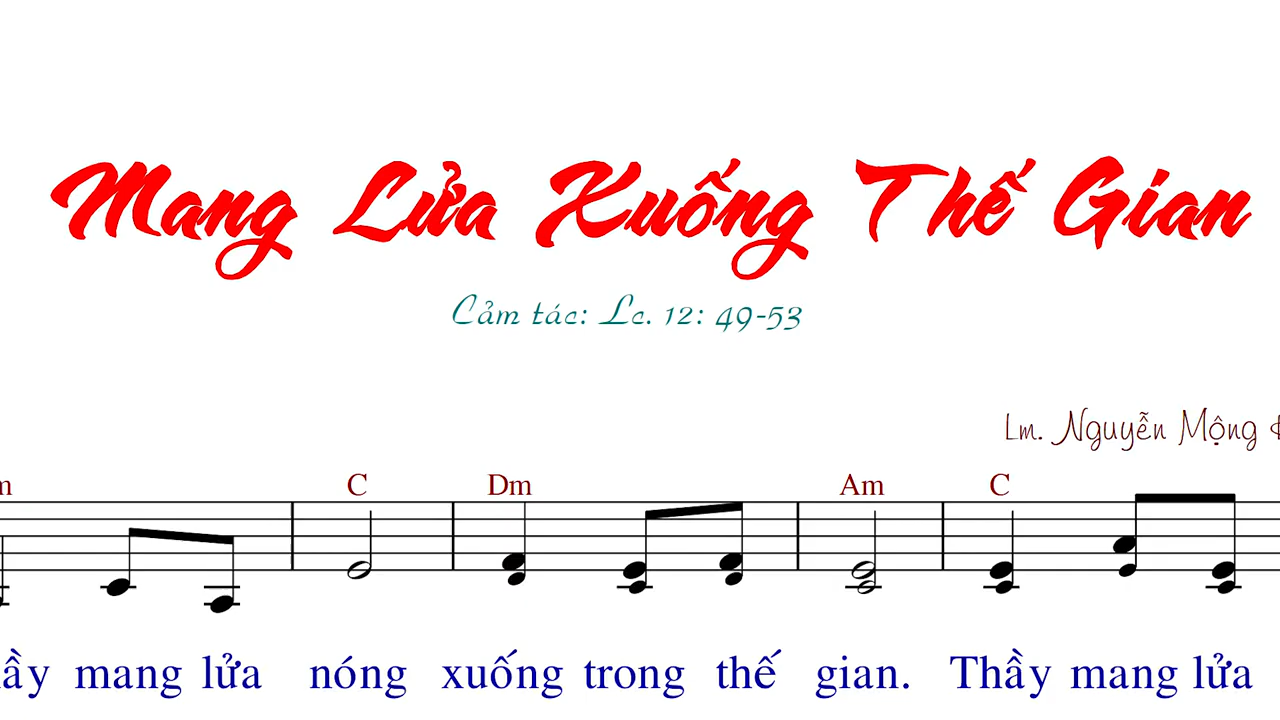 Mang Lửa Xuống Thế Gian
Cảm tác: Lc. 12: 49-53
Lm. Nguyễn Mộng
C Dm Am C
mang lửa nóng xuống trong thế gian. Thầy mang lửa